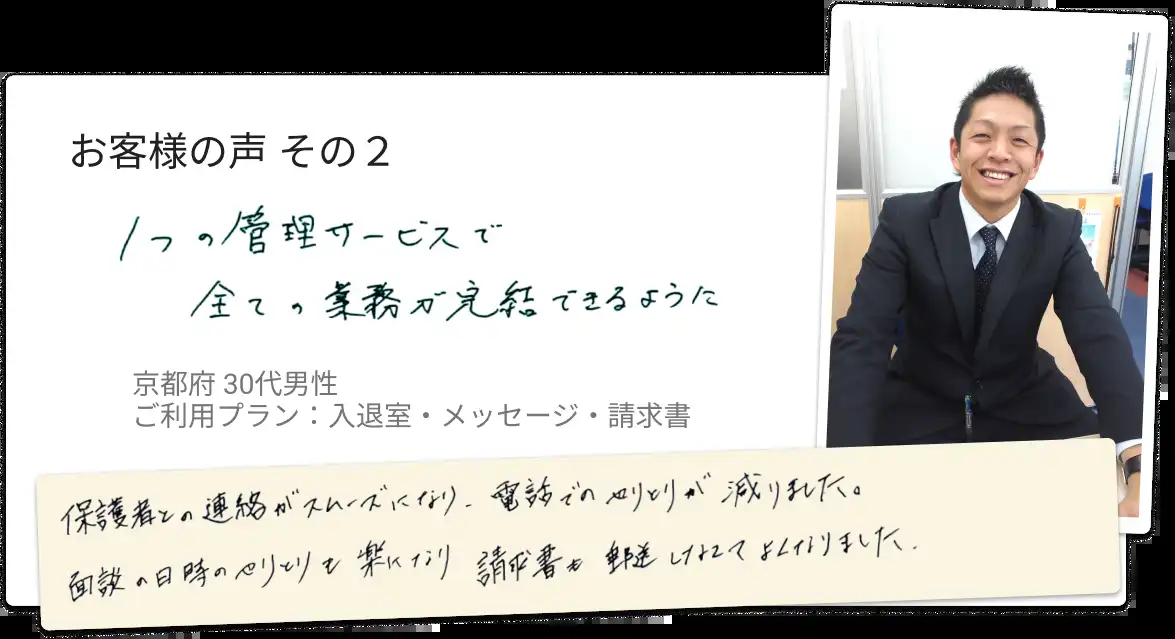 お客様の声 その２
1つの管理サービスで
全ての業務が完結できるように
京都府 30代男性
ご利用プラン：入退室・メッセージ・請求書
保護者との連絡がスムーズになり、電話でのやりとりが減りました。
面談の日時のやりとりも楽になり 請求書も郵送しなくてよくなりました.